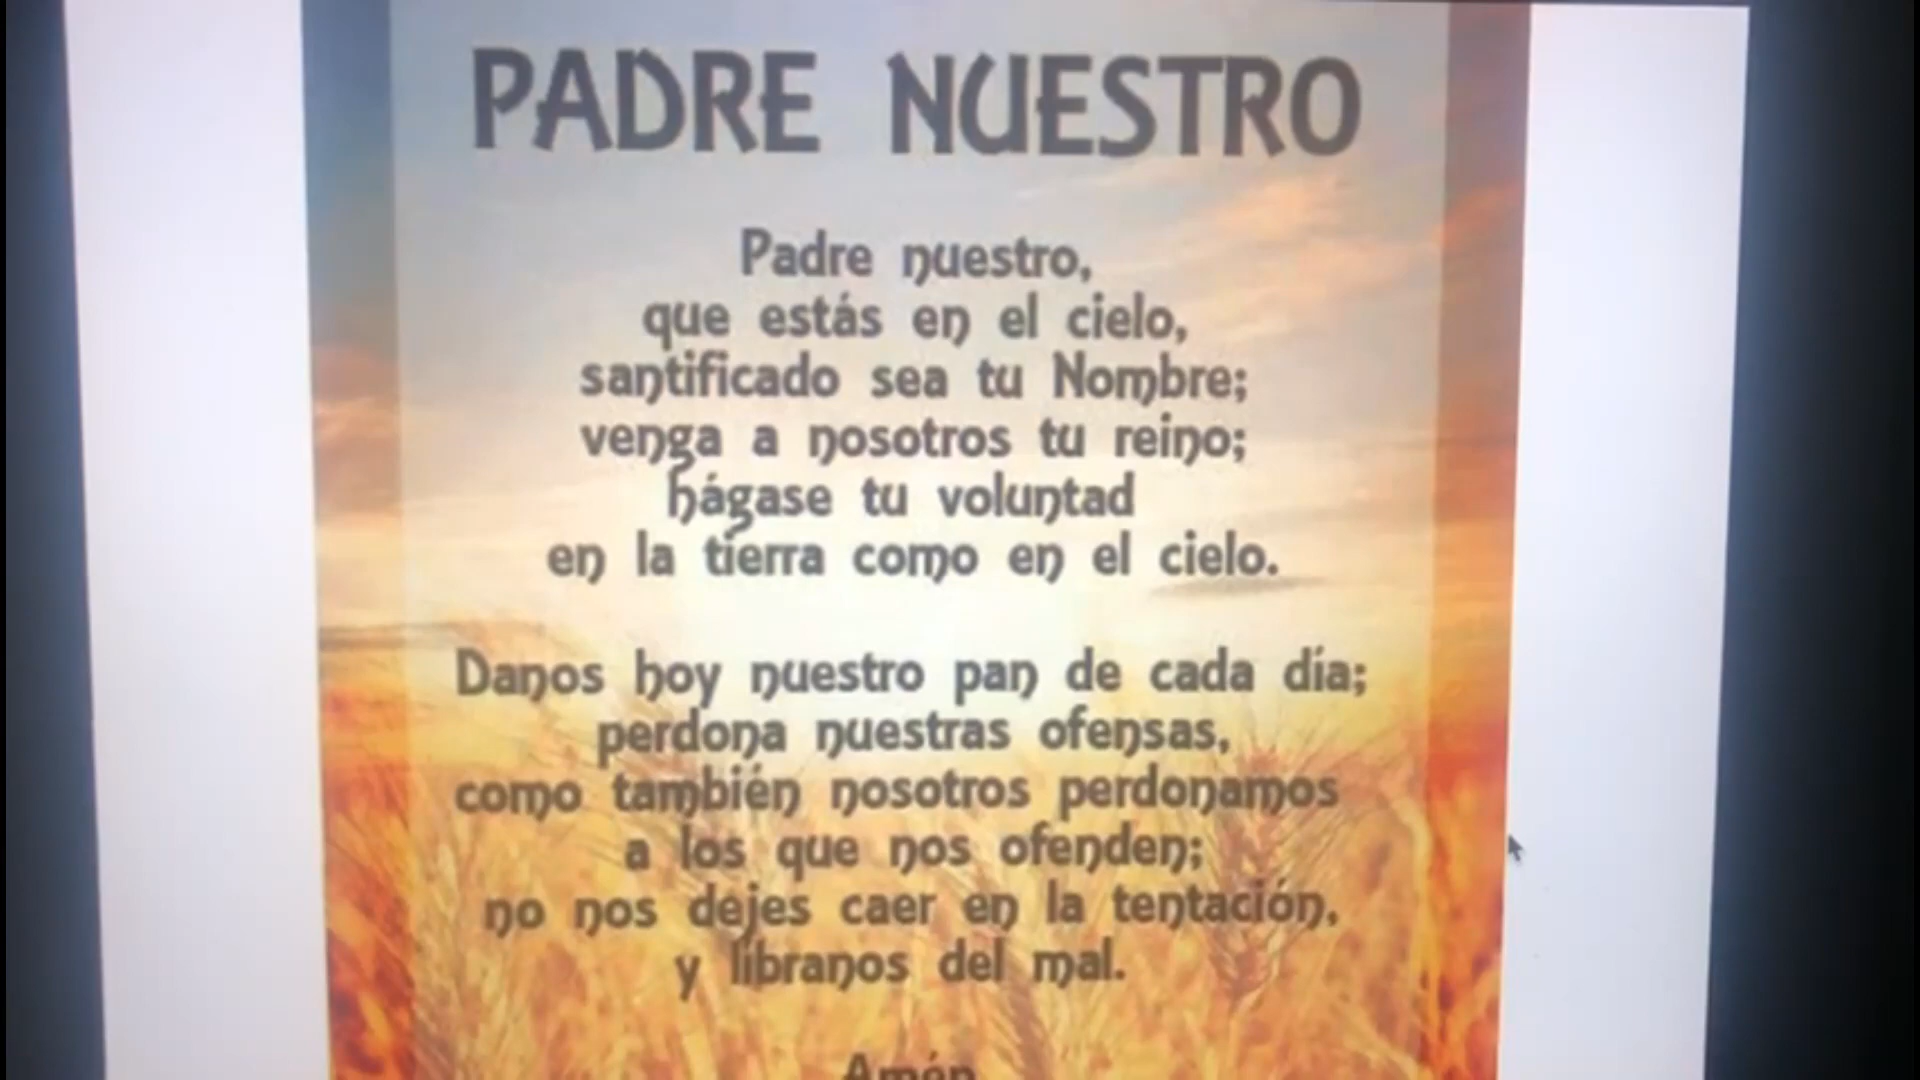 PADRE NUESTRO
Padre nuestro,
que estás en el cielo,
santificado sea tu Nombre;
venga a nosotros tu reino;
hágase tu voluntad
en la tierra como en el cielo.
Danos hoy nuestro pan de cada día;
perdona nuestras ofensas,
como también nosotros perdonamos
a los que nos ofenden;
no nos dejes caer en la tentación,
y líbranos del mal.
Amén